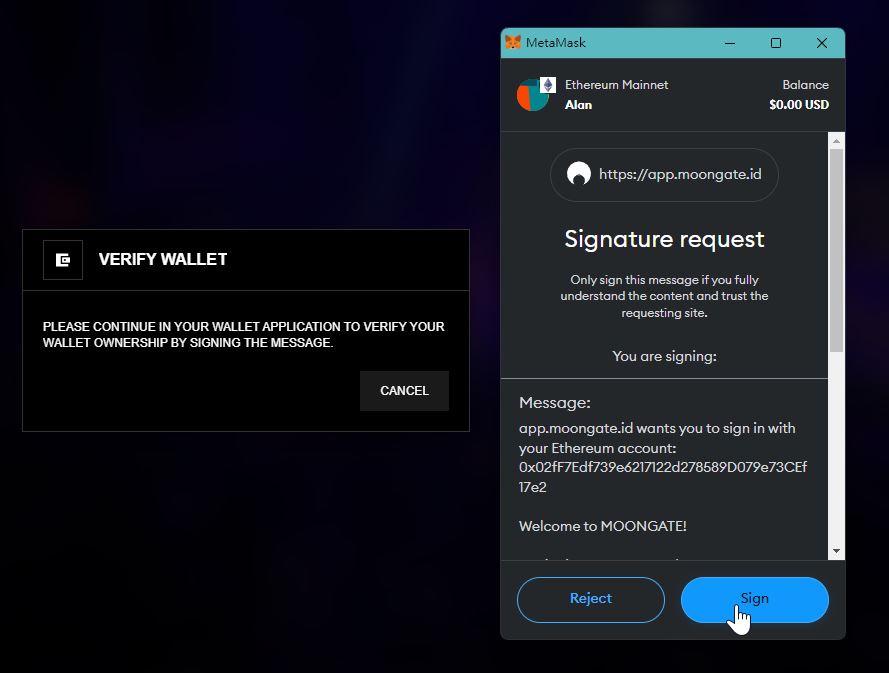 VERIFY WALLET
PLEASE CONTINUE IN YOUR WALLET APPLICATION TO VERIFY YOUR
WALLET OWNERSHIP BY SIGNING THE MESSAGE.
CANCEL
MetaMask
Ethereum Mainnet
Alan
Balance
$0.00 USD
https://app.moongate.id
Signature request
Only sign this message if you fully
understand the content and trust the
requesting site.
You are signing:
Message:
app.moongate.id wants you to sign in with
your Ethereum account:
0x02fF7Edf739e6217122d278589D079e73CEf
17e2
Welcome to MOONGATE!
Reject
Sign